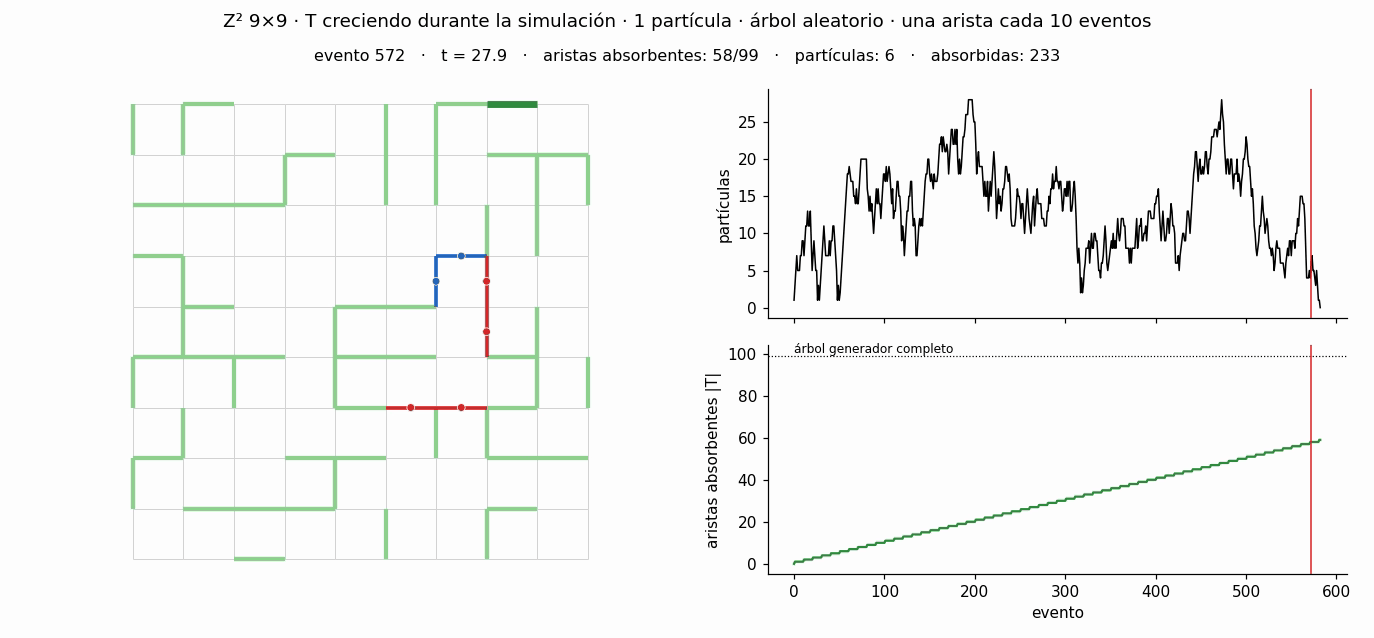 Z² 9×9 · T creciendo durante la simulación · 1 partícula · árbol aleatorio · una arista cada 10 eventos
evento 572 · t = 27.9 · aristas absorbentes: 58/99 · partículas: 6 · absorbidas: 233
partículas
25
20
15
10
5
0
aristas absorbentes |T|
árbol generador completo
100
80
60
40
20
0
0 100 200 300 400 500 600
evento